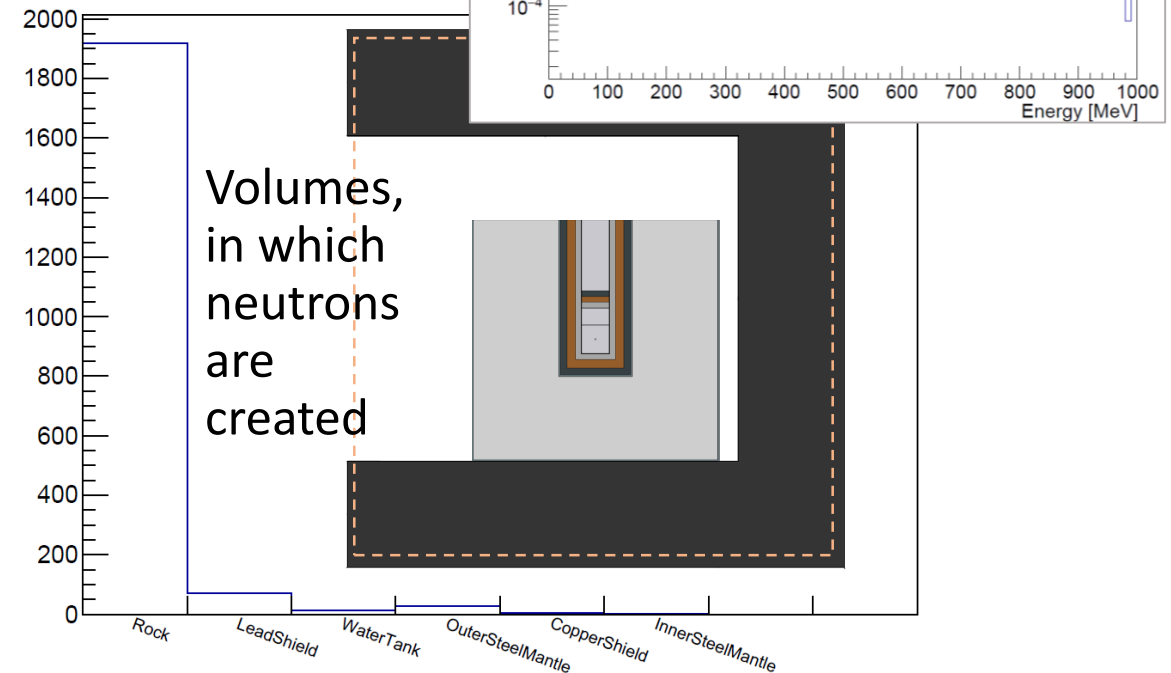 10⁻⁴
0 100 200 300 400 500 600 700 800 900 1000
Energy [MeV]
2000
1800
1600
1400
1200
1000
800
600
400
200
0
Volumes,
in which
neutrons
are
created
Rock LeadShield WaterTank OuterSteelMantle CopperShield InnerSteelMantle